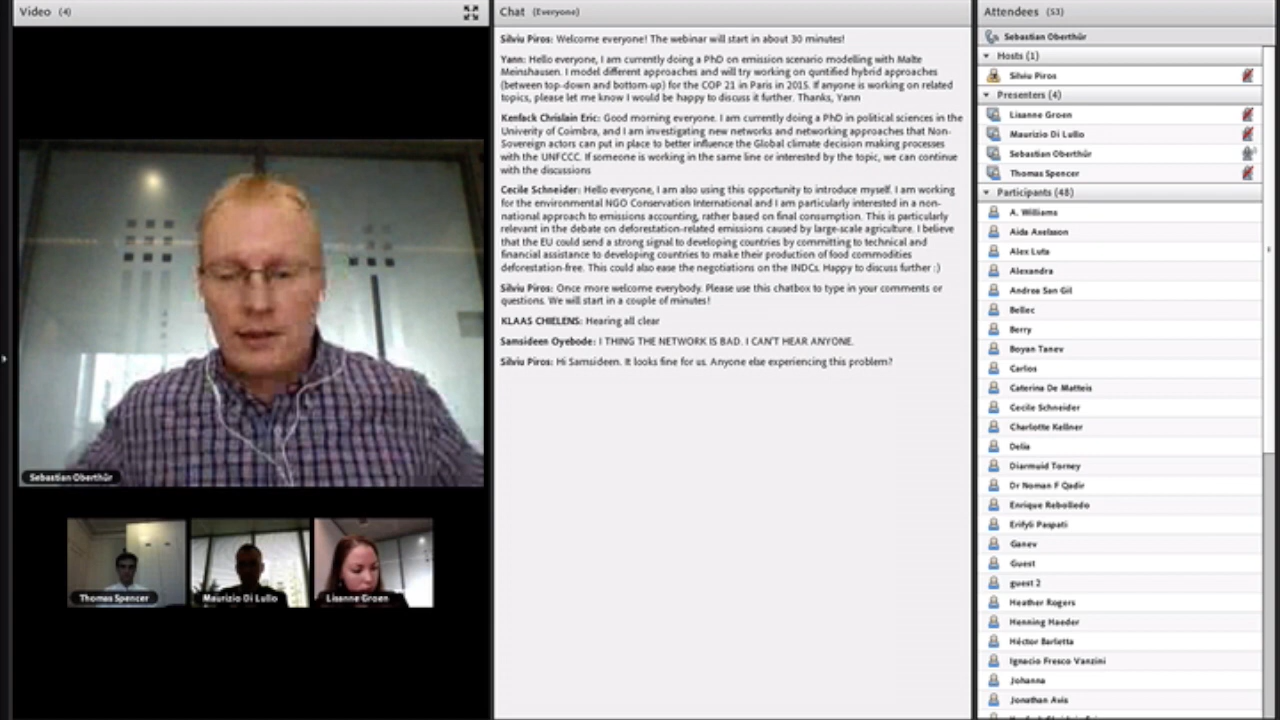 Video (4)
Sebastian Oberthür
Thomas Spencer
Maurizio Di Lullo
Lisanne Groen
Chat (Everyone)
Silviu Piros: Welcome everyone! The webinar will start in about 30 minutes!
Yann: Hello everyone, I am currently doing a PhD on emission scenario modelling with Malte
Meinshausen. I model different approaches and will try working on quntified hybrid approaches
(between top-down and bottom-up) for the COP 21 in Paris in 2015. If anyone is working on related
topics, please let me know I would be happy to discuss it further. Thanks, Yann
Kenfack Chrislain Eric: Good morning everyone. I am currently doing a PhD in political sciences in the
Univerity of Coimbra, and I am investigating new networks and networking approaches that Non-
Sovereign actors can put in place to better influence the Global climate decision making processes
with the UNFCCC. If someone is working in the same line or interested by the topic, we can continue
with the discussions
Cecile Schneider: Hello everyone, I am also using this opportunity to introduce myself. I am working
for the environmental NGO Conservation International and I am particularly interested in a non-
national approach to emissions accounting, rather based on final consumption. This is particularly
relevant in the debate on deforestation-related emissions caused by large-scale agriculture. I believe
that the EU could send a strong signal to developing countries by committing to technical and
financial assistance to developing countries to make their production of food commodities
deforestation-free. This could also ease the negotiations on the INDCs. Happy to discuss further :)
Silviu Piros: Once more welcome everybody. Please use this chatbox to type in your comments or
questions. We will start in a couple of minutes!
KLAAS CHIELENS: Hearing all clear
Samsideen Oyebode: I THING THE NETWORK IS BAD. I CAN'T HEAR ANYONE.
Silviu Piros: Hi Samsideen. It looks fine for us. Anyone else experiencing this problem?
Attendees (53)
Sebastian Oberthür
Hosts (1)
Silviu Piros
Presenters (4)
Lisanne Groen
Maurizio Di Lullo
Sebastian Oberthür
Thomas Spencer
Participants (48)
A. Williams
Aida Axelsson
Alex Luta
Alexandra
Andrea San Gil
Bellec
Berry
Boyan Tanev
Carlos
Caterina De Matteis
Cecile Schneider
Charlotte Kellner
Delia
Diarmuid Torney
Dr Noman F Qadir
Enrique Rebolledo
Erifyli Paspati
Ganev
Guest
guest 2
Heather Rogers
Henning Haeder
Héctor Barletta
Ignacio Fresco Vanzini
Johanna
Jonathan Avis